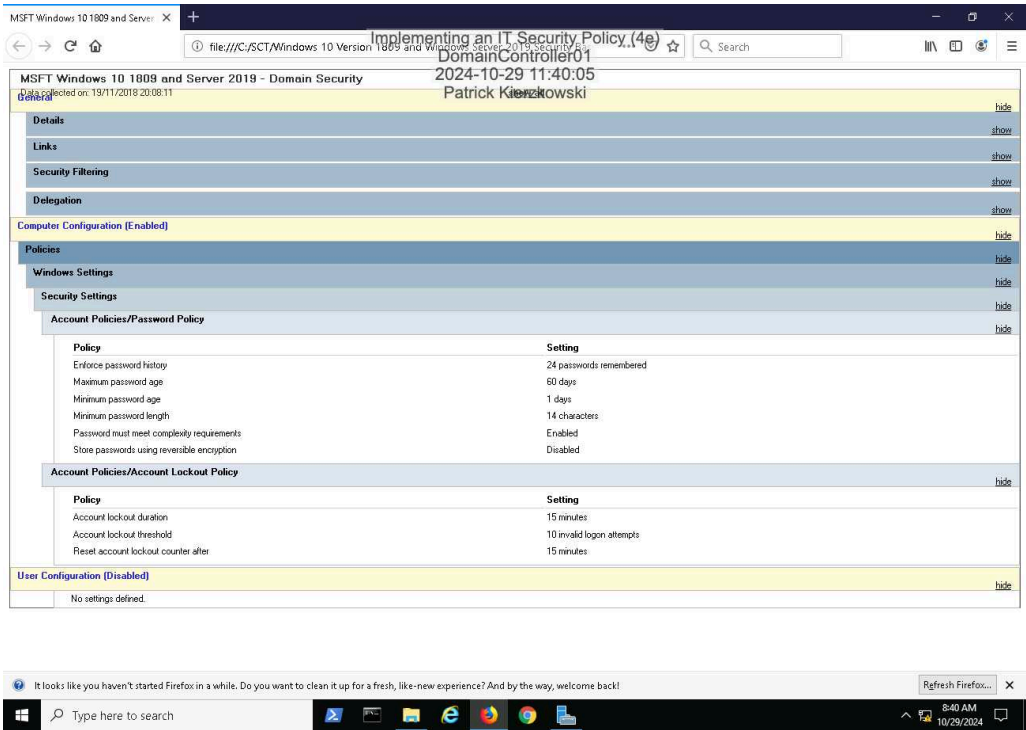 MSFT Windows 10 1809 and Server
Implementing an IT Security Policy (4e)
DomainController01
2024-10-29 11:40:05
Patrick Kierzkowski
file:///C:/SCT/Windows 10 Version 1809 and Windows Server 2019 Security Ba
Search
MSFT Windows 10 1809 and Server 2019 - Domain Security
Data collected on: 19/11/2018 20:08:11
General
hide
Details
show
Links
show
Security Filtering
show
Delegation
show
Computer Configuration (Enabled)
hide
Policies
hide
Windows Settings
hide
Security Settings
hide
Account Policies/Password Policy
hide
Policy Setting
Enforce password history 24 passwords remembered
Maximum password age 60 days
Minimum password age 1 days
Minimum password length 14 characters
Password must meet complexity requirements Enabled
Store passwords using reversible encryption Disabled
Account Policies/Account Lockout Policy
hide
Policy Setting
Account lockout duration 15 minutes
Account lockout threshold 10 invalid logon attempts
Reset account lockout counter after 15 minutes
User Configuration (Disabled)
hide
No settings defined.
It looks like you haven't started Firefox in a while. Do you want to clean it up for a fresh, like-new experience? And by the way, welcome back!
Refresh Firefox...
Type here to search
8:40 AM
10/29/2024